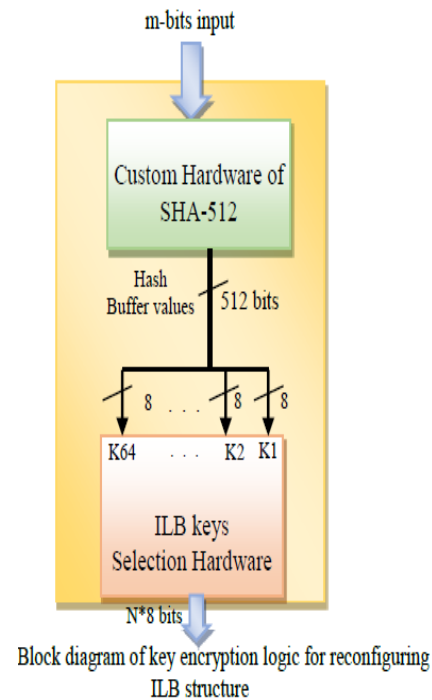 m-bits input
Custom Hardware of
SHA-512
Hash
Buffer values
512 bits
8 . . . 8 8
K64 . . . K2 K1
ILB keys
Selection Hardware
N*8 bits
Block diagram of key encryption logic for reconfiguring
ILB structure